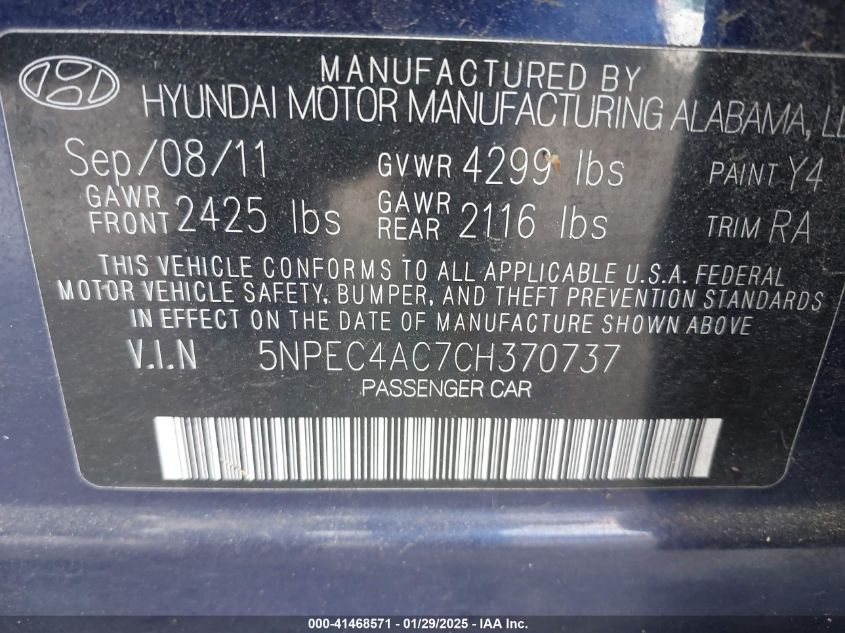 MANUFACTURED BY
HYUNDAI MOTOR MANUFACTURING ALABAMA,
Sep/08/11 GVWR 4299 lbs PAINT Y4
GAWR FRONT 2425 lbs GAWR REAR 2116 lbs TRIM RA
THIS VEHICLE CONFORMS TO ALL APPLICABLE U.S.A. FEDERAL
MOTOR VEHICLE SAFETY, BUMPER, AND THEFT PREVENTION STANDARDS
IN EFFECT ON THE DATE OF MANUFACTURE SHOWN ABOVE
V.I.N 5NPEC4AC7CH370737
PASSENGER CAR
000-41468571 / 01/29/2025 - IAA Inc.